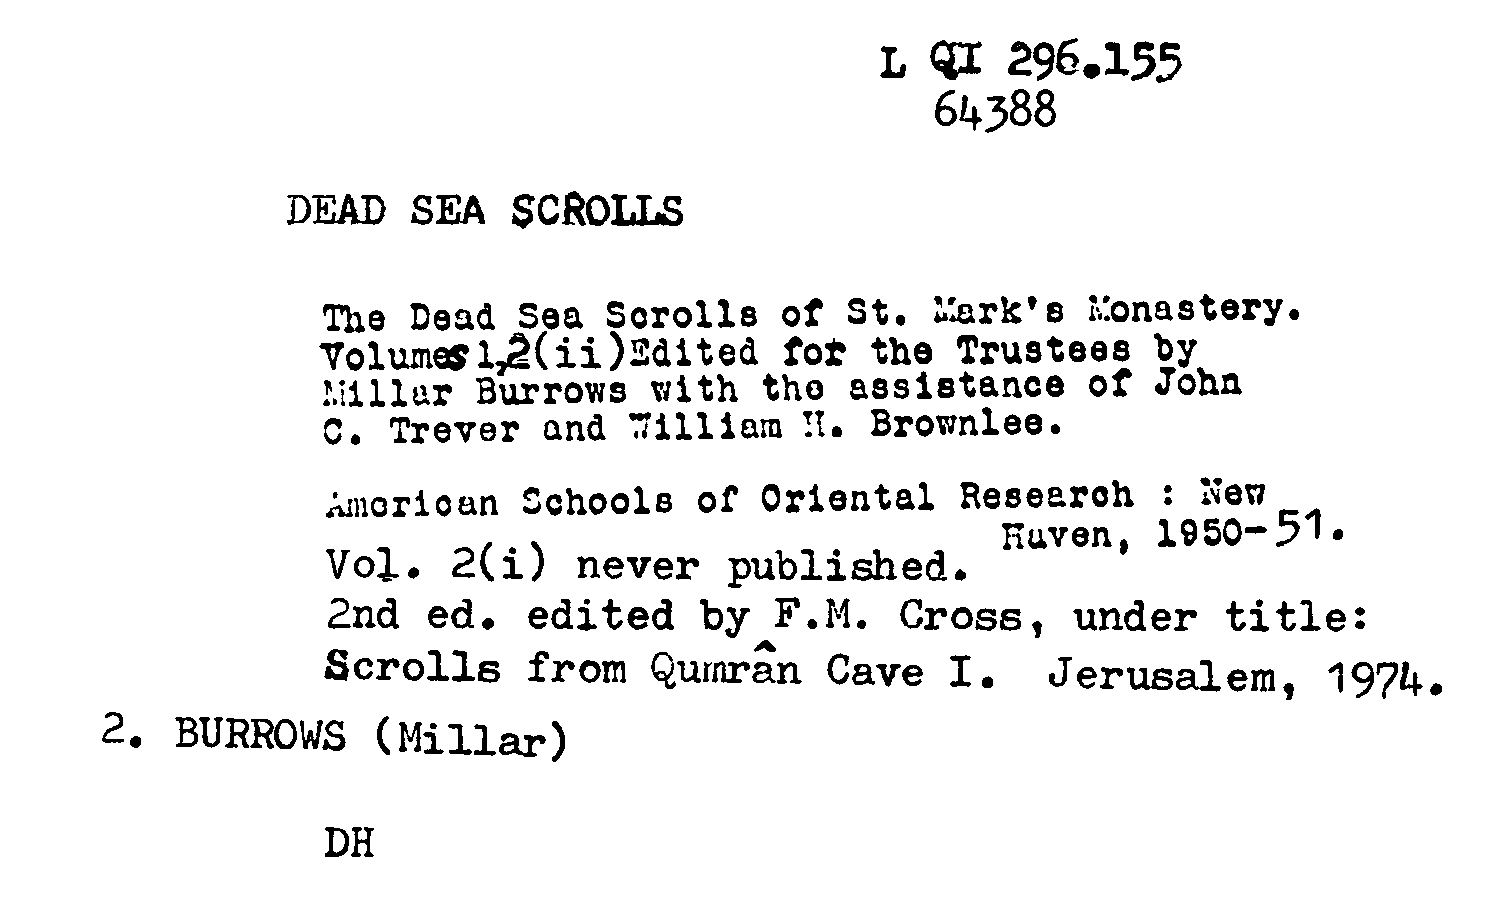 L QI 296.155
64388
DEAD SEA SCROLLS
The Dead Sea Scrolls of St. Mark's Monastery.
Volumes 1,2(ii)Edited for the Trustees by
Millar Burrows with the assistance of John
C. Trever and William H. Brownlee.
American Schools of Oriental Research : New
Haven, 1950-51.
Vol. 2(i) never published.
2nd ed. edited by F.M. Cross, under title:
Scrolls from Qumrân Cave I. Jerusalem, 1974.
2. BURROWS (Millar)
DH